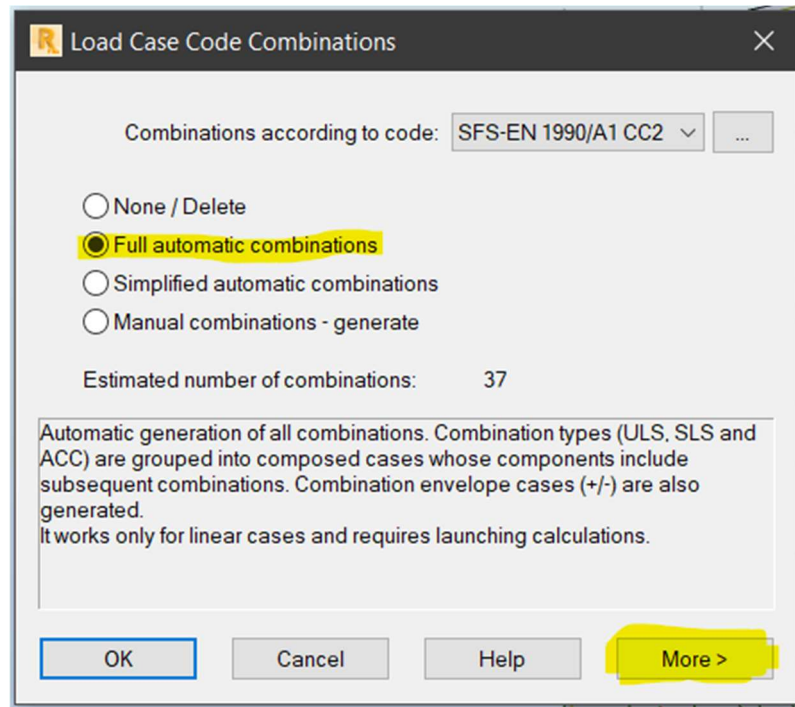 Load Case Code Combinations
Combinations according to code: SFS-EN 1990/A1 CC2 ...
None / Delete
Full automatic combinations
Simplified automatic combinations
Manual combinations - generate
Estimated number of combinations: 37
Automatic generation of all combinations. Combination types (ULS, SLS and
ACC) are grouped into composed cases whose components include
subsequent combinations. Combination envelope cases (+/-) are also
generated.
It works only for linear cases and requires launching calculations.
OK Cancel Help More >